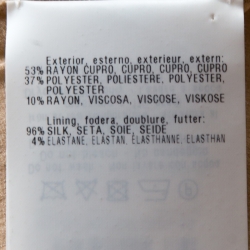 Exterior, esterno, exterieur, extern:
53% RAYON CUPRO, CUPRO, CUPRO, CUPRO
37% POLYESTER, POLIESTERE, POLYESTER,
POLYESTER
10% RAYON, VISCOSA, VISCOSE, VISKOSE
Lining, fodera, doublure, futter:
96% SILK, SETA, SOIE, SEIDE
4% ELASTANE, ELASTAN, ELASTHANNE, ELASTHAN